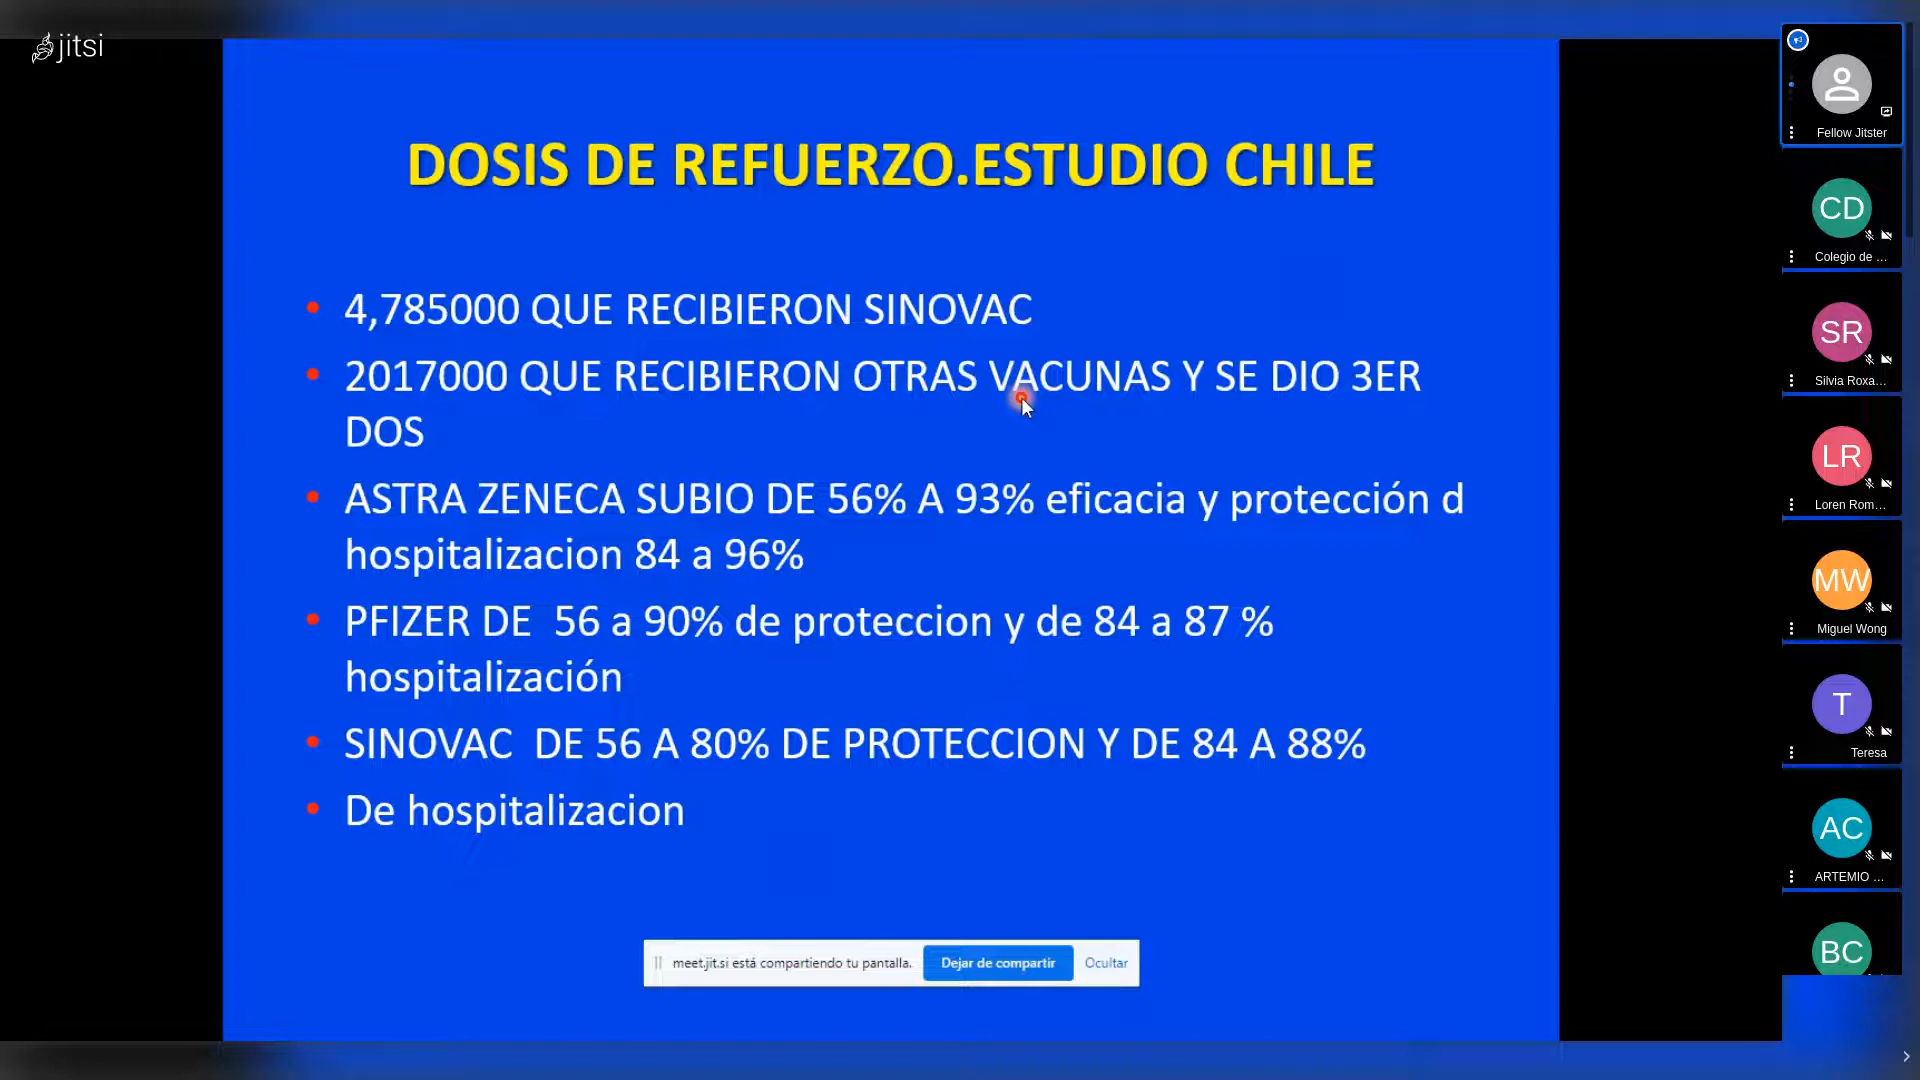 jitsi
DOSIS DE REFUERZO.ESTUDIO CHILE
4,785000 QUE RECIBIERON SINOVAC
2017000 QUE RECIBIERON OTRAS VACUNAS Y SE DIO 3ER
DOS
ASTRA ZENECA SUBIO DE 56% A 93% eficacia y protección d
hospitalizacion 84 a 96%
PFIZER DE 56 a 90% de proteccion y de 84 a 87 %
hospitalización
SINOVAC DE 56 A 80% DE PROTECCION Y DE 84 A 88%
De hospitalizacion
meet.jit.si está compartiendo tu pantalla.
Dejar de compartir
Ocultar
Fellow Jitster
CD
Colegio de ...
SR
Silvia Roxa...
LR
Loren Rom...
MW
Miguel Wong
T
Teresa
AC
ARTEMIO ...
BC